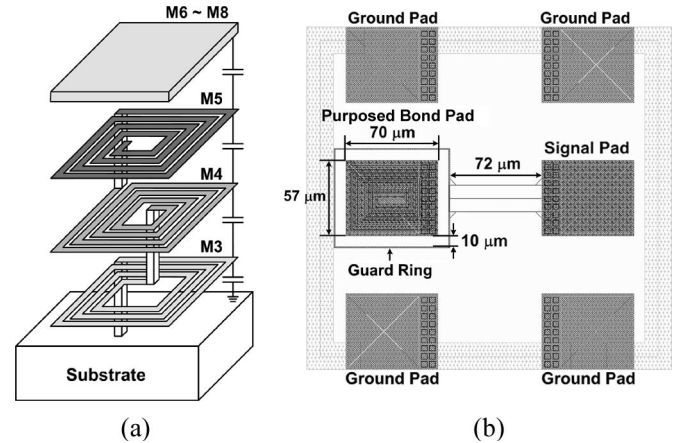 M6 ~ M8
M5
M4
M3
Substrate
(a)
Ground Pad
Ground Pad
Purposed Bond Pad
70 μm
Signal Pad
72 μm
57 μm
10 μm
Guard Ring
Ground Pad
Ground Pad
(b)